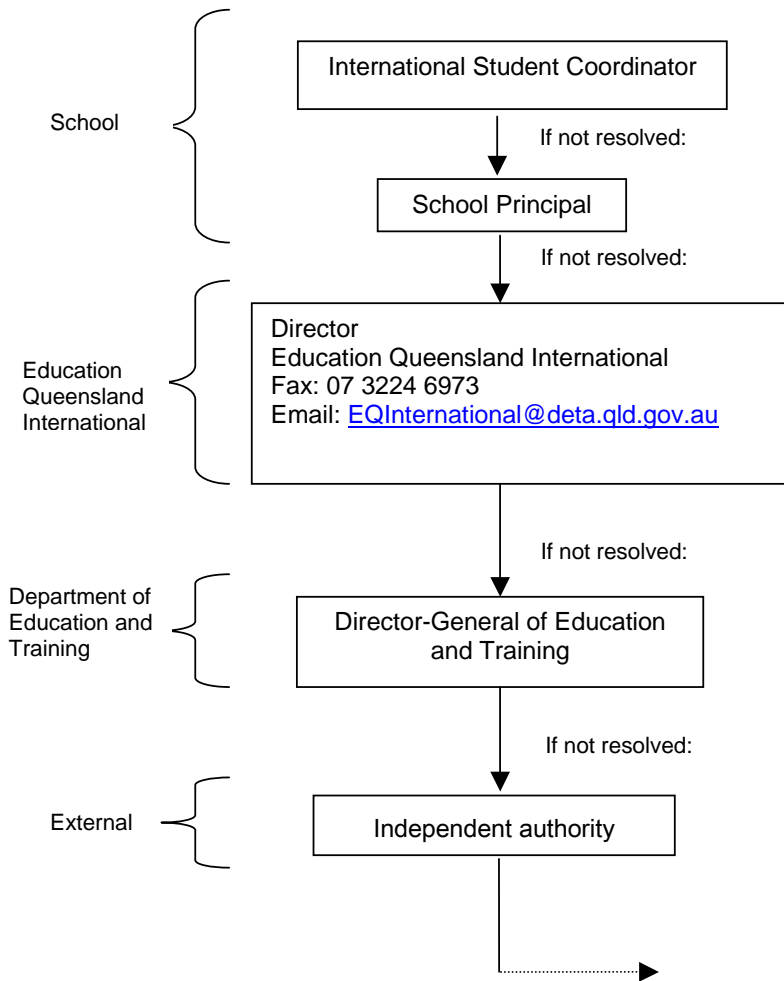 International Student Coordinator
School
If not resolved:
School Principal
If not resolved:
Director
Education Queensland International
Fax: 07 3224 6973
Email: EQInternational@deta.qld.gov.au
Education
Queensland
International
If not resolved:
Department of
Education and
Training
Director-General of Education
and Training
If not resolved:
External
Independent authority